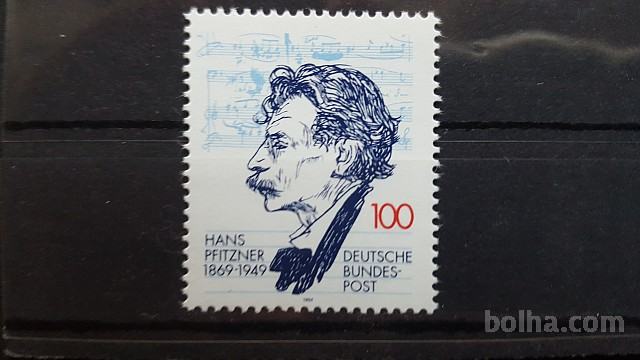 100
HANS
PFITZNER
1869-1949
DEUTSCHE
BUNDES-
POST
bolha.com